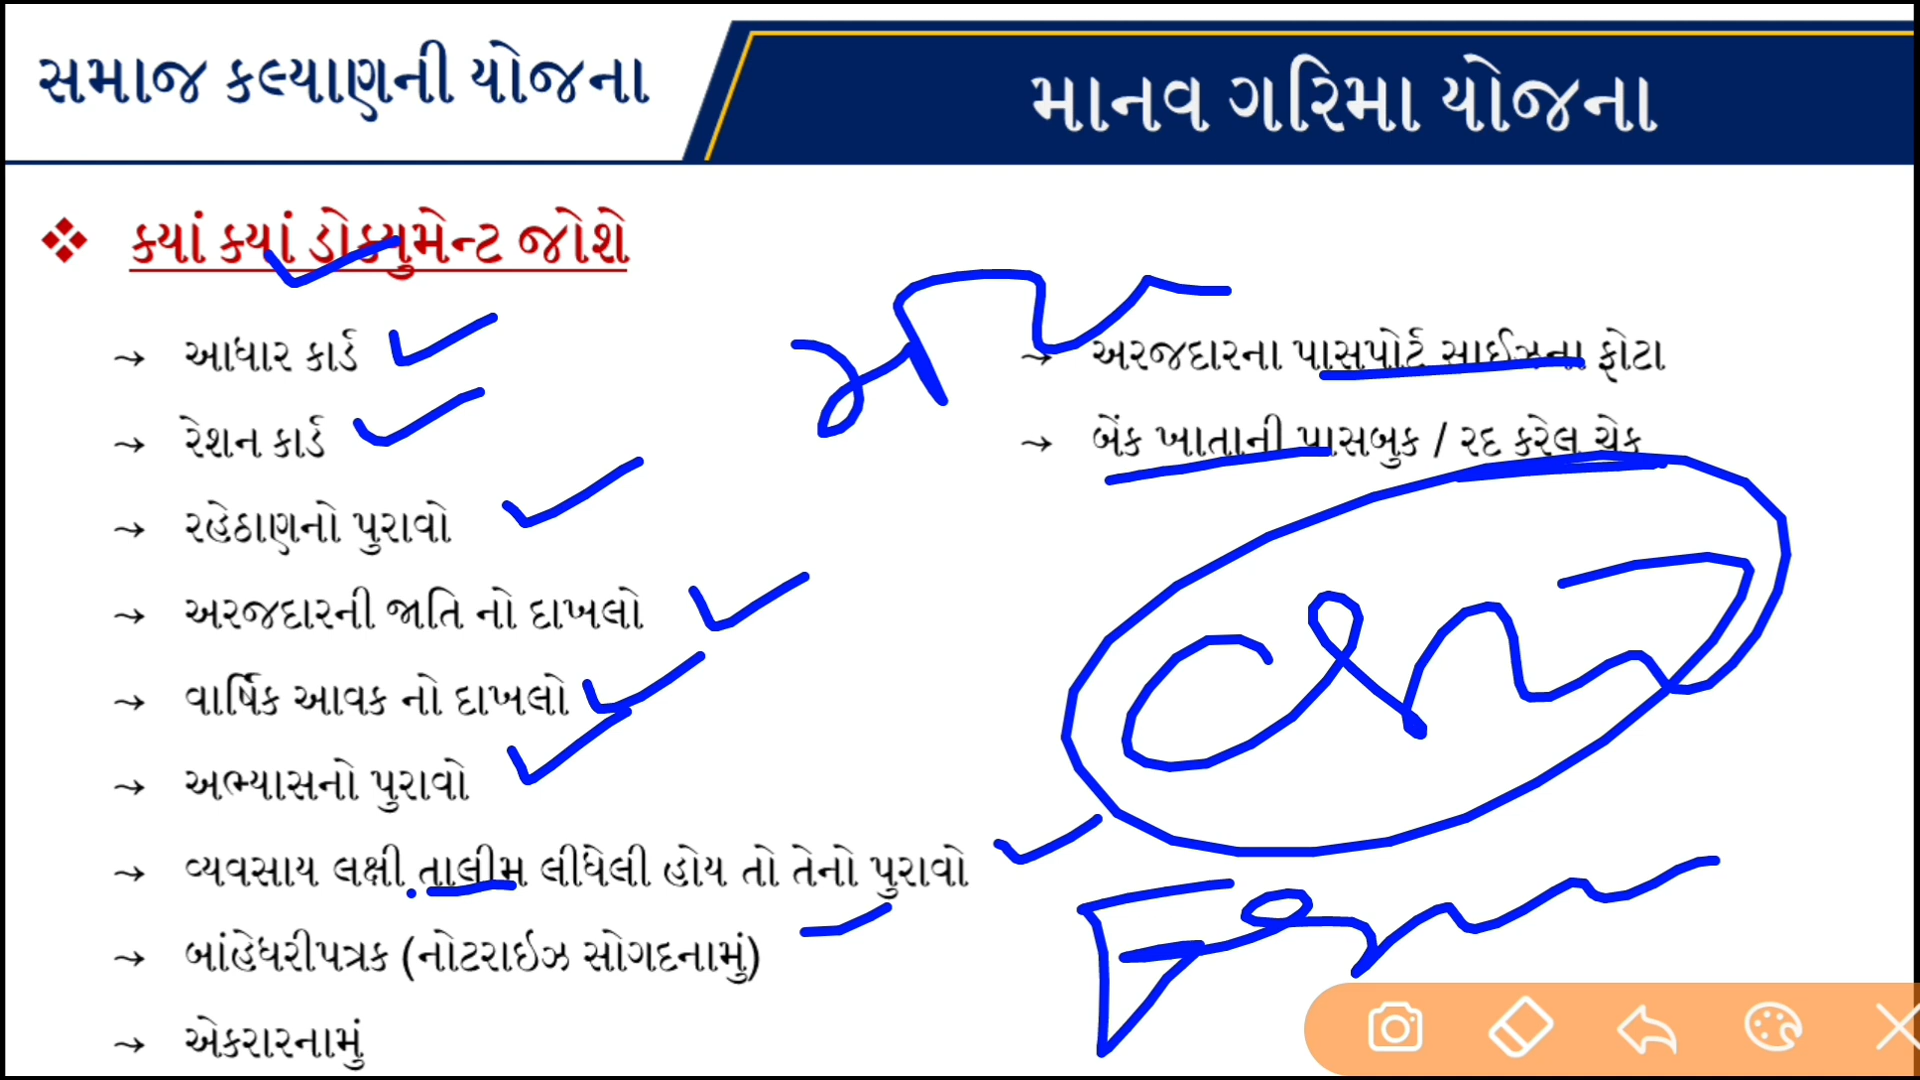 સમાજ કલ્યાણની યોજના
માનવ ગરિમા યોજના
❖ ક્યાં ક્યાં ડોક્યુમેન્ટ જોશે
→ આધાર કાર્ડ
→ રેશન કાર્ડ
→ રહેઠાણનો પુરાવો
→ અરજદારની જાતિ નો દાખલો
→ વાર્ષિક આવક નો દાખલો
→ અભ્યાસનો પુરાવો
→ વ્યવસાય લક્ષી તાલીમ લીધેલી હોય તો તેનો પુરાવો
→ બાંહેધરીપત્રક (નોટરાઇઝ સોગદનામું)
→ એકરારનામું
→ અરજદારના પાસપોર્ટ સાઈઝના ફોટા
→ બેંક ખાતાની પાસબુક / રદ કરેલ ચેક